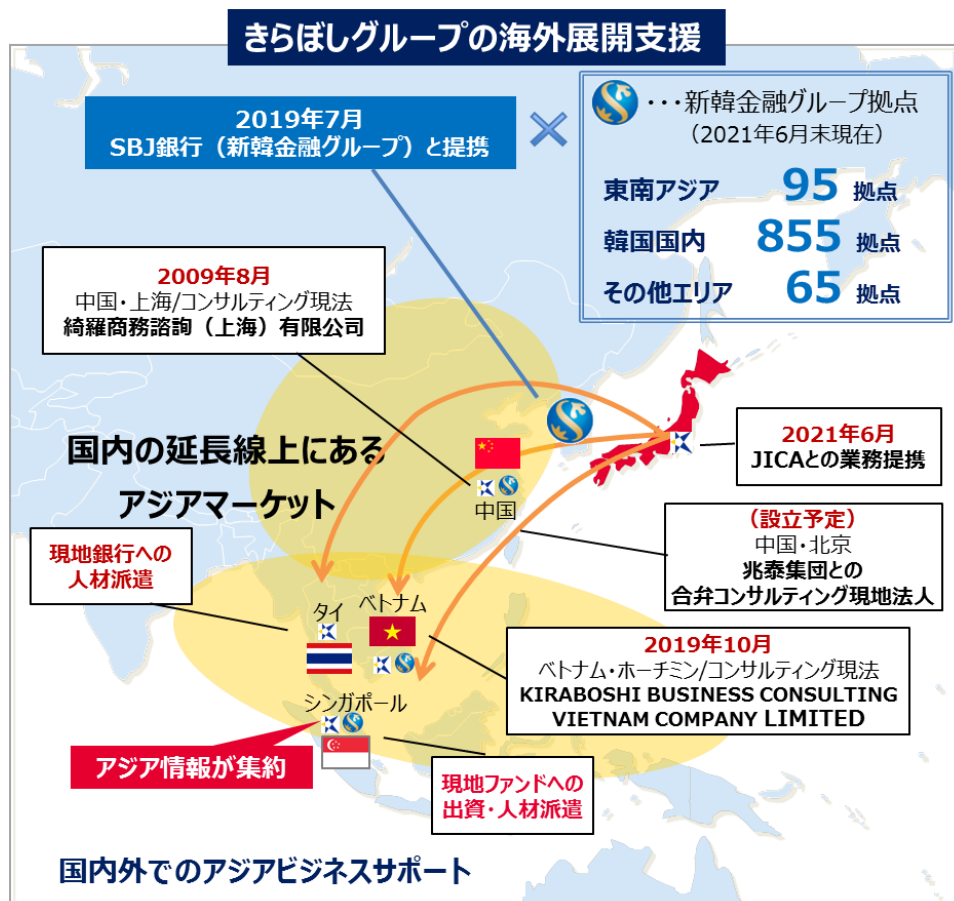 きらぼしグループの海外展開支援
2019年7月
SBJ銀行（新韓金融グループ）と提携
・・・新韓金融グループ拠点
（2021年6月末現在）
東南アジア 95 拠点
韓国国内 855 拠点
その他エリア 65 拠点
2009年8月
中国・上海/コンサルティング現法
綺羅商務諮詢（上海）有限公司
国内の延長線上にある
アジアマーケット
中国
2021年6月
JICAとの業務提携
（設立予定）
中国・北京
兆泰集団との
合弁コンサルティング現地法人
現地銀行への
人材派遣
タイ
ベトナム
2019年10月
ベトナム・ホーチミン/コンサルティング現法
KIRABOSHI BUSINESS CONSULTING
VIETNAM COMPANY LIMITED
シンガポール
アジア情報が集約
現地ファンドへの
出資・人材派遣
国内外でのアジアビジネスサポート